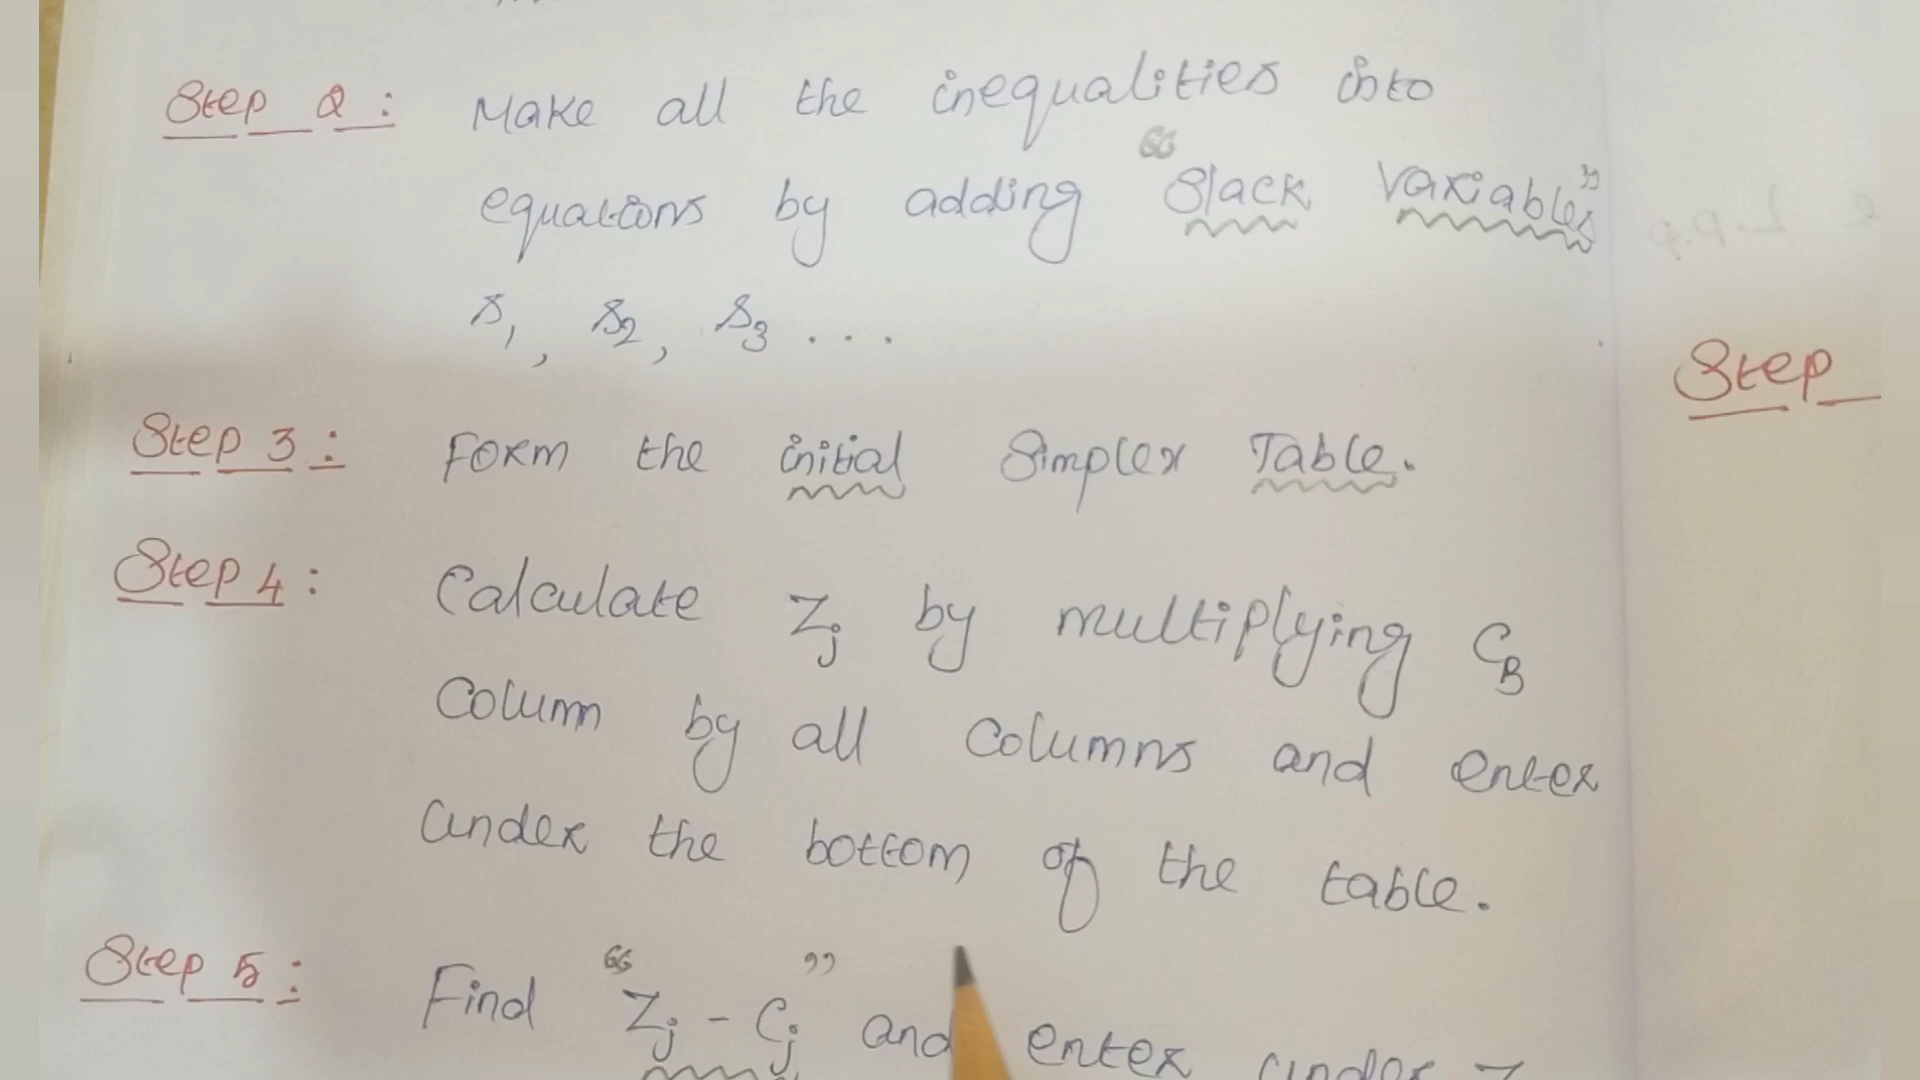 Step 2: Make all the inequalities into
equations by adding "Slack Variables"
s1, s2, s3 ...
Step 3: Form the initial Simplex Table.
Step 4: Calculate Zj by multiplying CB
Column by all Columns and enter
under the bottom of the table.
Step 5: Find "Zj - Cj" and enter under
Step